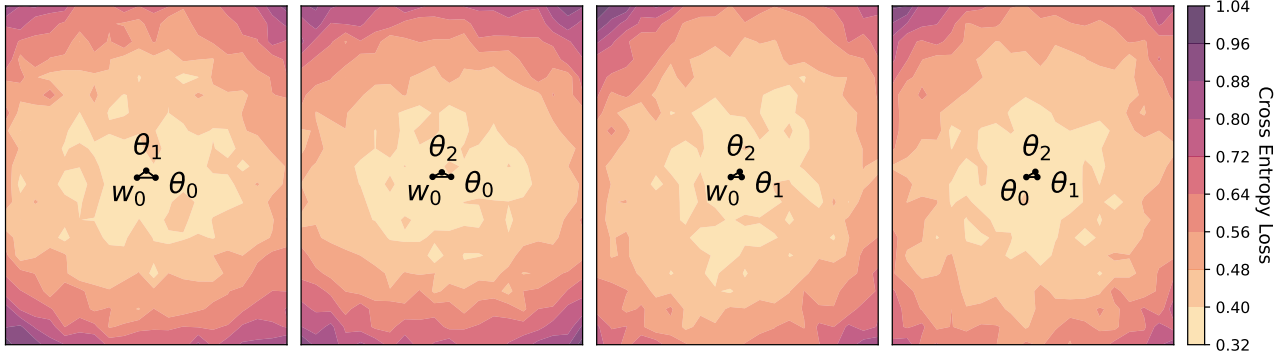 θ₁
w₀ θ₀
θ₂
w₀ θ₀
θ₂
w₀ θ₁
θ₂
θ₀ θ₁
1.04
0.96
0.88
0.80
0.72
0.64
0.56
0.48
0.40
0.32
Cross Entropy Loss